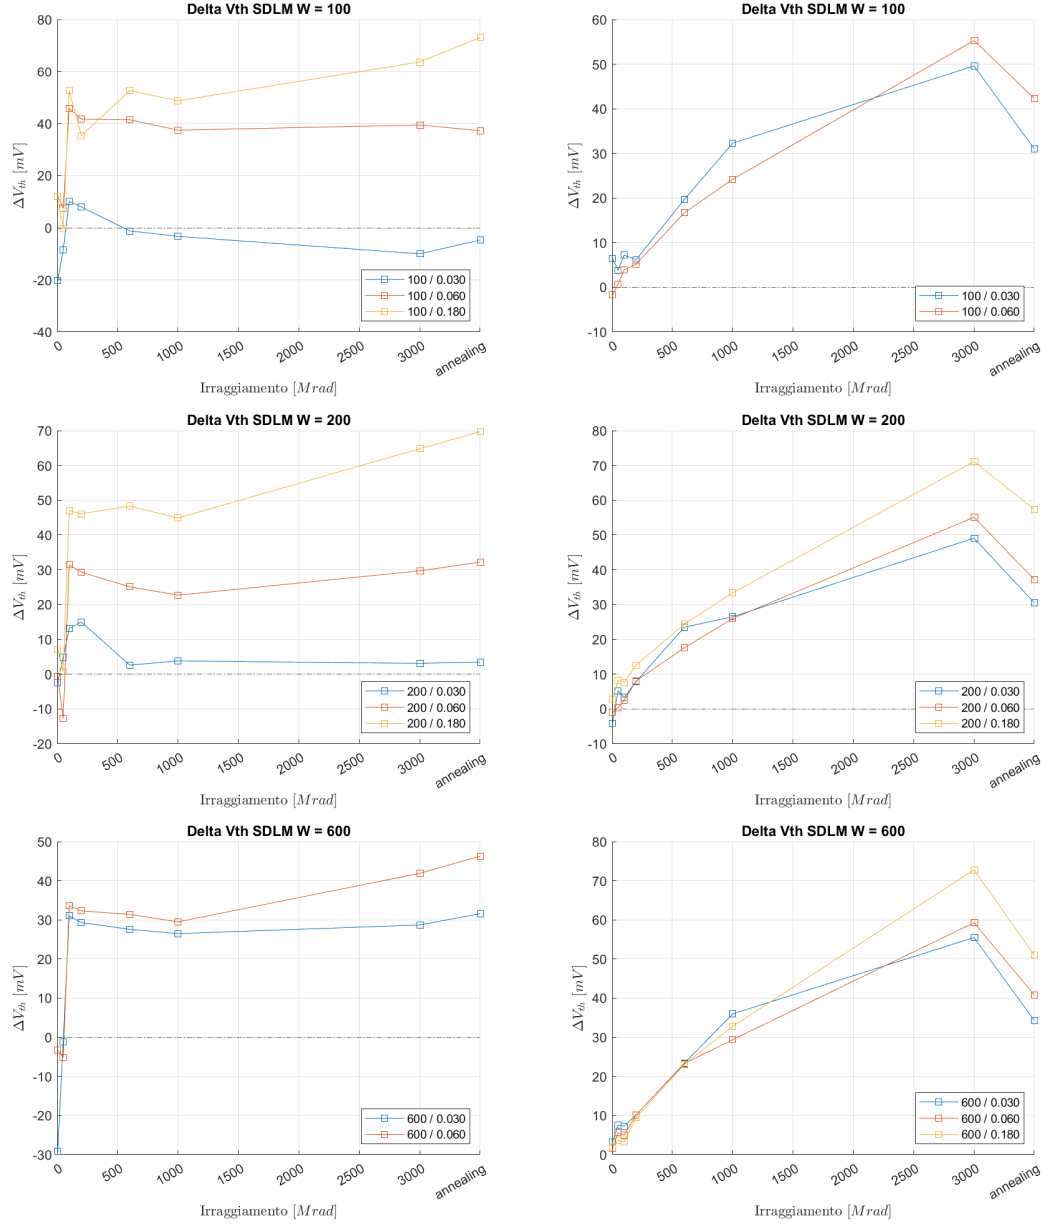 Delta Vth SDLM W = 100
80
60
40
20
0
-20
-40
ΔV_th [mV]
0
500
1000
1500
2000
2500
3000
annealing
Irraggiamento [Mrad]
100 / 0.030
100 / 0.060
100 / 0.180
Delta Vth SDLM W = 100
60
50
40
30
20
10
0
-10
ΔV_th [mV]
0
500
1000
1500
2000
2500
3000
annealing
Irraggiamento [Mrad]
100 / 0.030
100 / 0.060
Delta Vth SDLM W = 200
70
60
50
40
30
20
10
0
-10
-20
ΔV_th [mV]
0
500
1000
1500
2000
2500
3000
annealing
Irraggiamento [Mrad]
200 / 0.030
200 / 0.060
200 / 0.180
Delta Vth SDLM W = 200
80
70
60
50
40
30
20
10
0
-10
ΔV_th [mV]
0
500
1000
1500
2000
2500
3000
annealing
Irraggiamento [Mrad]
200 / 0.030
200 / 0.060
200 / 0.180
Delta Vth SDLM W = 600
50
40
30
20
10
0
-10
-20
-30
ΔV_th [mV]
0
500
1000
1500
2000
2500
3000
annealing
Irraggiamento [Mrad]
600 / 0.030
600 / 0.060
Delta Vth SDLM W = 600
80
70
60
50
40
30
20
10
0
ΔV_th [mV]
0
500
1000
1500
2000
2500
3000
annealing
Irraggiamento [Mrad]
600 / 0.030
600 / 0.060
600 / 0.180